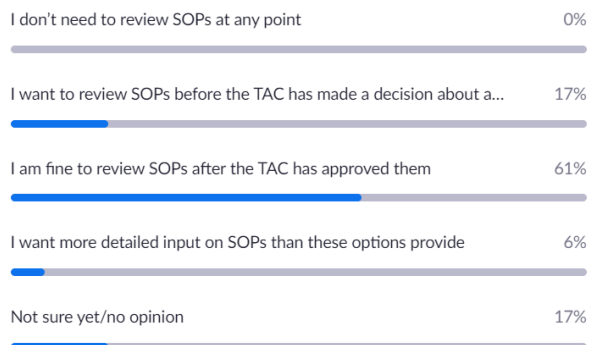 I don't need to review SOPs at any point 0%
I want to review SOPs before the TAC has made a decision about a... 17%
I am fine to review SOPs after the TAC has approved them 61%
I want more detailed input on SOPs than these options provide 6%
Not sure yet/no opinion 17%